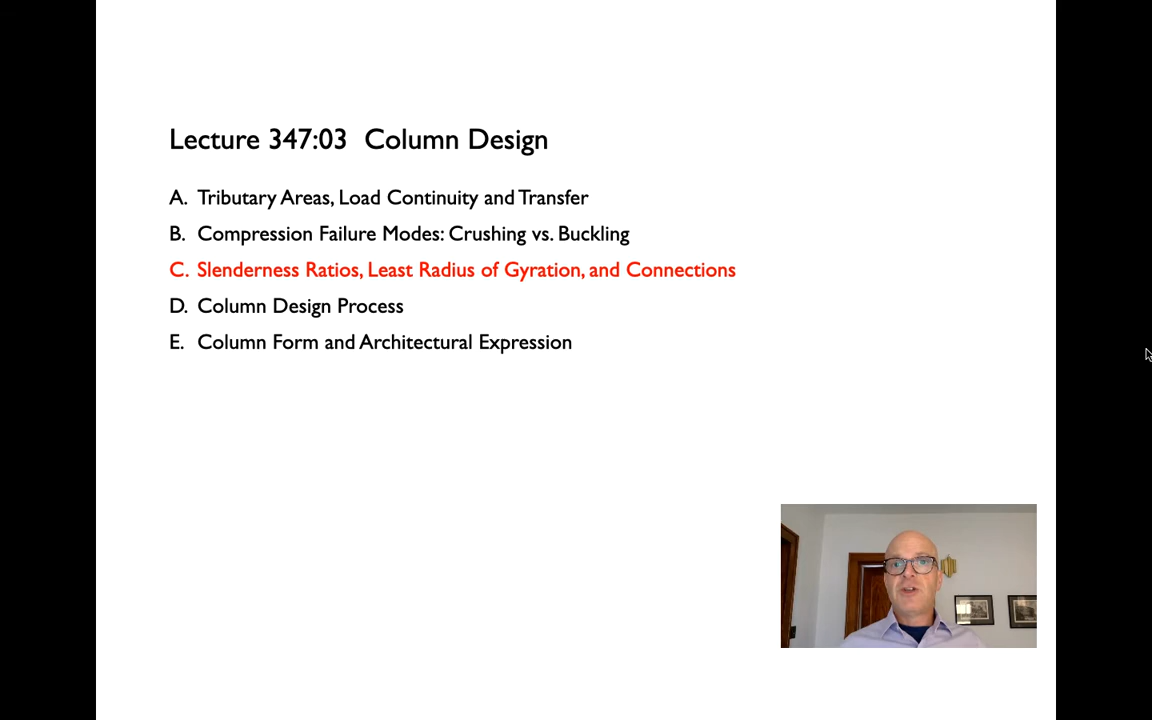 Lecture 347:03 Column Design
A. Tributary Areas, Load Continuity and Transfer
B. Compression Failure Modes: Crushing vs. Buckling
C. Slenderness Ratios, Least Radius of Gyration, and Connections
D. Column Design Process
E. Column Form and Architectural Expression